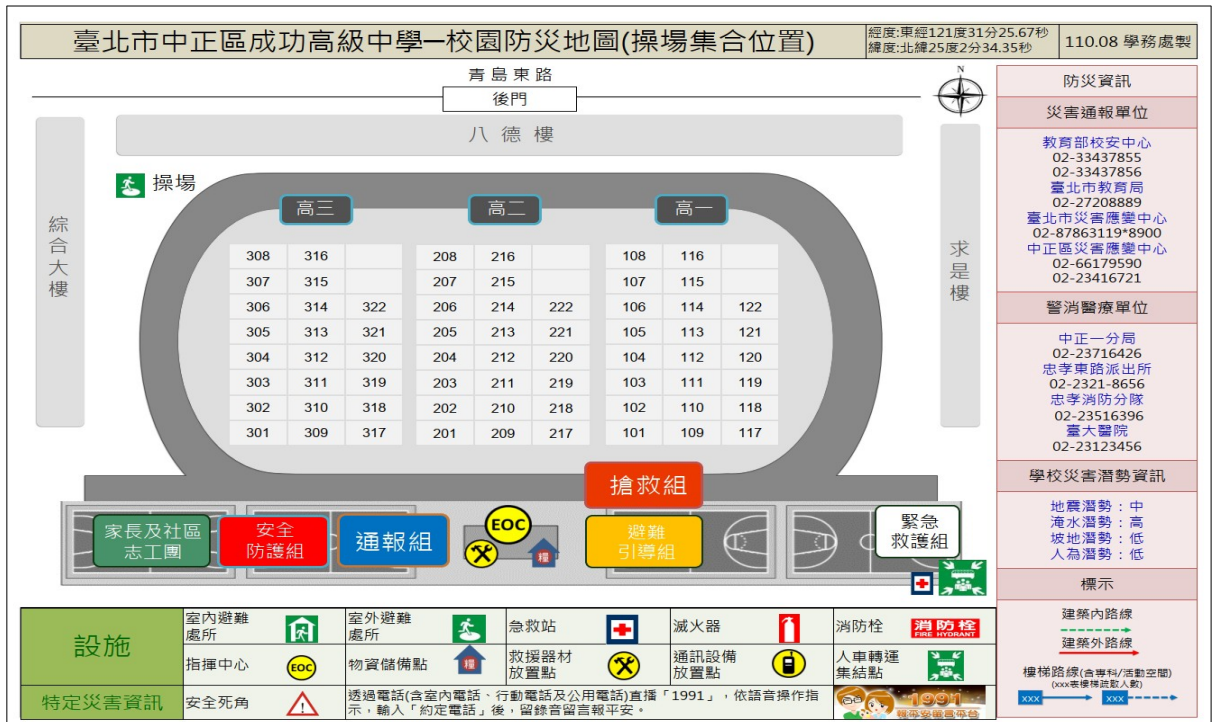 臺北市中正區成功高級中學─校園防災地圖(操場集合位置)
經度:東經121度31分25.67秒
緯度:北緯25度2分34.35秒
110.08 學務處製
青島東路
後門
N
八德樓
操場
綜合大樓
求是樓
高三
高二
高一
308 316 208 216 108 116
307 315 207 215 107 115
306 314 322 206 214 222 106 114 122
305 313 321 205 213 221 105 113 121
304 312 320 204 212 220 104 112 120
303 311 319 203 211 219 103 111 119
302 310 318 202 210 218 102 110 118
301 309 317 201 209 217 101 109 117
搶救組
家長及社區
志工團
安全
防護組
通報組
EOC
糧
避難
引導組
緊急
救護組
防災資訊
災害通報單位
教育部校安中心
02-33437855
02-33437856
臺北市教育局
02-27208889
臺北市災害應變中心
02-87863119*8900
中正區災害應變中心
02-66179590
02-23416721
警消醫療單位
中正一分局
02-23716426
忠孝東路派出所
02-2321-8656
忠孝消防分隊
02-23516396
臺大醫院
02-23123456
學校災害潛勢資訊
地震潛勢：中
淹水潛勢：高
坡地潛勢：低
人為潛勢：低
標示
建築內路線
建築外路線
樓梯路線(含專科/活動空間)
(xxx表樓梯疏散人數)
xxx xxx
設施
室內避難
處所
室外避難
處所
急救站
滅火器
消防栓
消防栓
FIRE HYDRANT
指揮中心
EOC
物資儲備點
糧
救援器材
放置點
通訊設備
放置點
人車轉運
集結點
特定災害資訊
安全死角
透過電話(含室內電話、行動電話及公用電話)直播「1991」，依語音操作指
示，輸入「約定電話」後，留錄音留言報平安。
1991
報平安留言平台